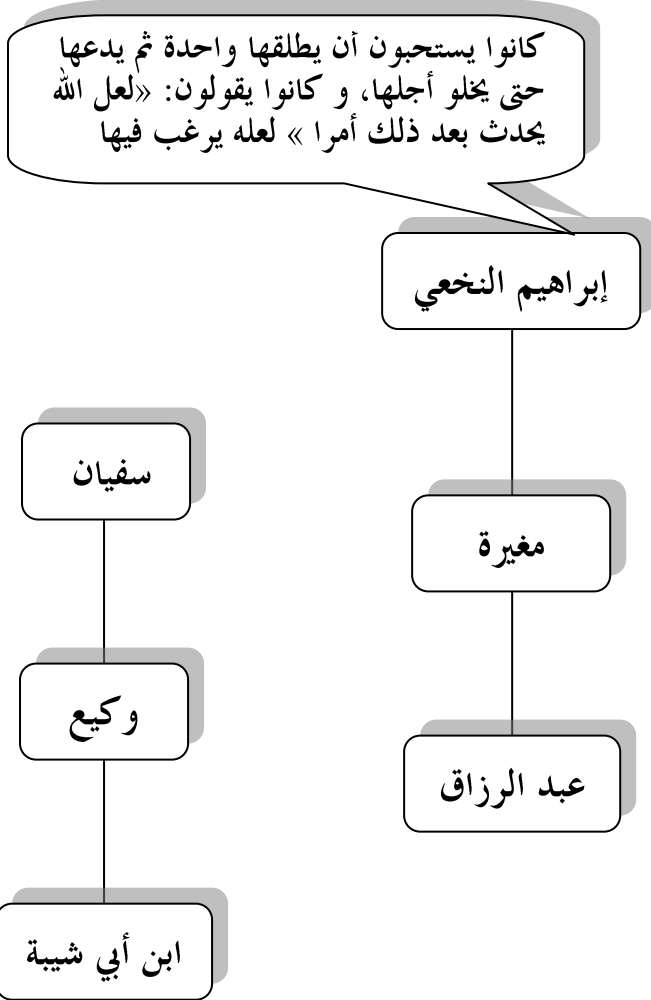 كانوا يستحبون أن يطلقها واحدة ثم يدعها
حتى يخلو أجلها، و كانوا يقولون: «لعل الله
يحدث بعد ذلك أمرا » لعله يرغب فيها
إبراهيم النخعي
سفيان
مغيرة
وكيع
عبد الرزاق
ابن أبي شيبة